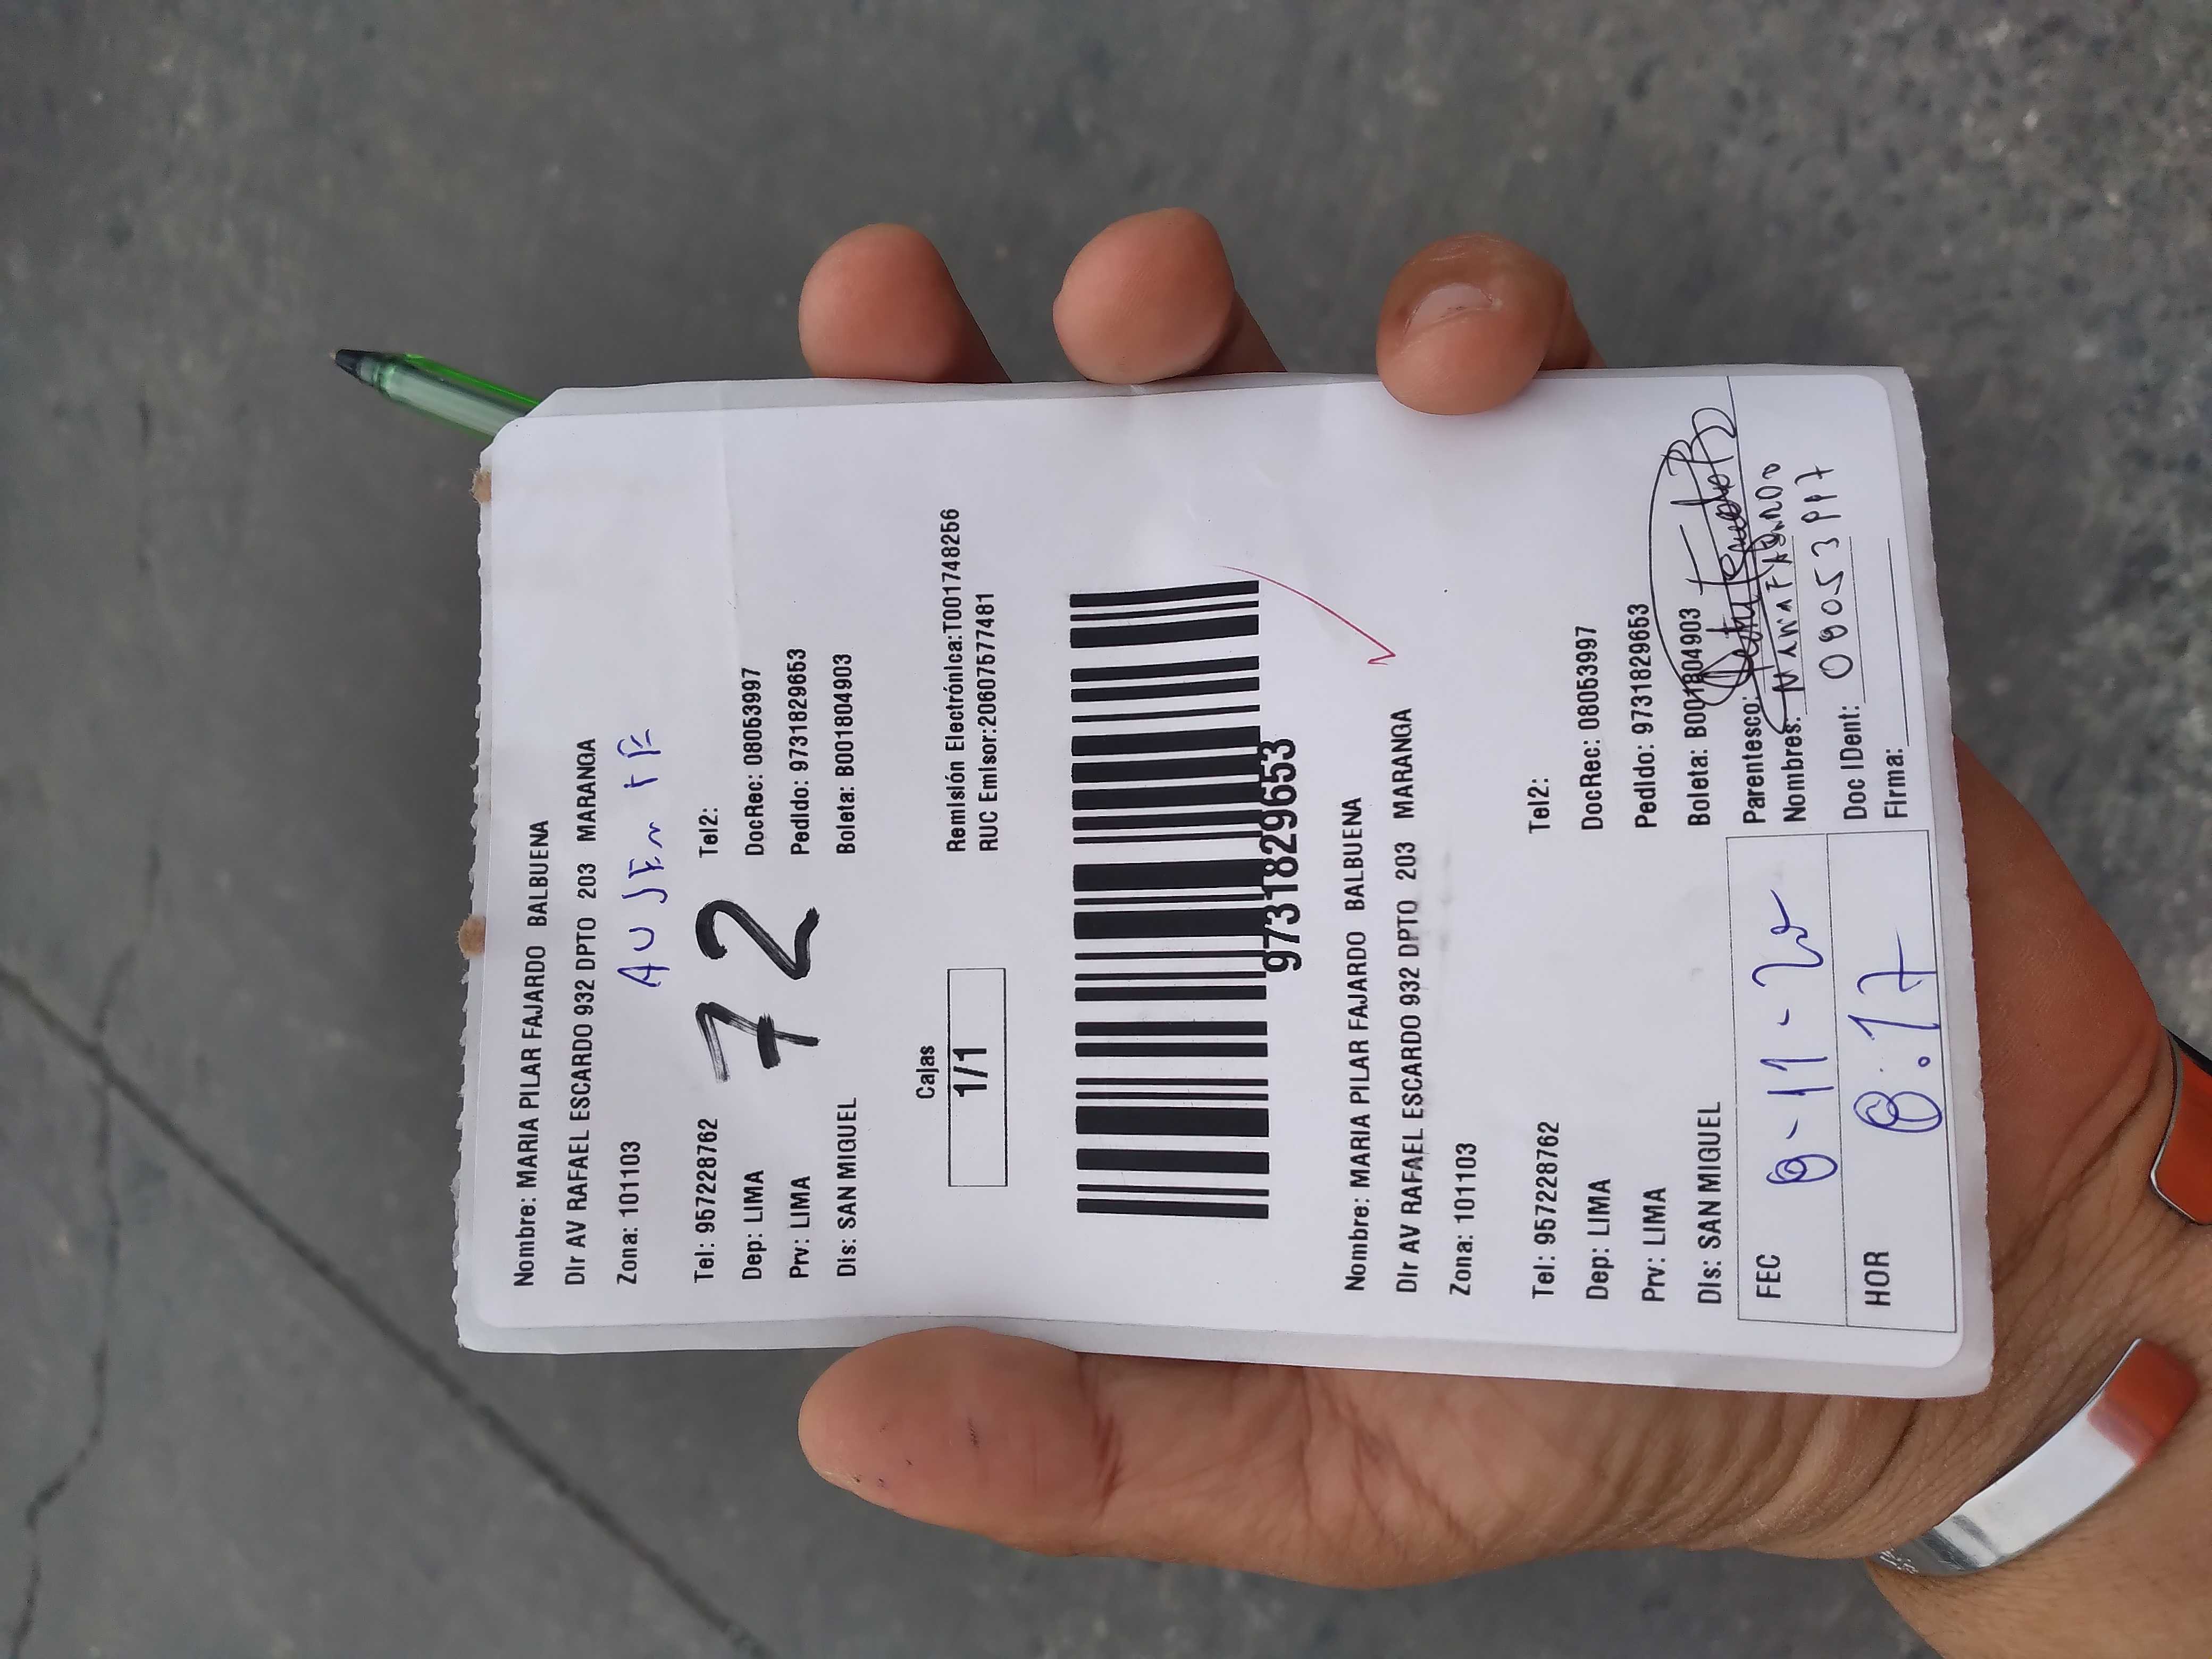 Nombre: MARIA PILAR FAJARDO BALBUENA
Dir AV RAFAEL ESCARDO 932 DPTO 203 MARANGA
Zona: 101103
AUSENTE
Tel: 957228762 Tel2:
72
Dep: LIMA DocRec: 08053997
Prv: LIMA Pedido: 9731829653
Dis: SAN MIGUEL Boleta: B001804903
Cajas
1/1
Remisión Electrónica:T001748256
RUC Emisor:20607577481
9731829653
Nombre: MARIA PILAR FAJARDO BALBUENA
Dir AV RAFAEL ESCARDO 932 DPTO 203 MARANGA
Zona: 101103
Tel: 957228762 Tel2:
Dep: LIMA DocRec: 08053997
Prv: LIMA Pedido: 9731829653
Dis: SAN MIGUEL Boleta: B001804903
FEC
Parentesco:
Nombres:
HOR 8:17
Doc IDent:
Firma: